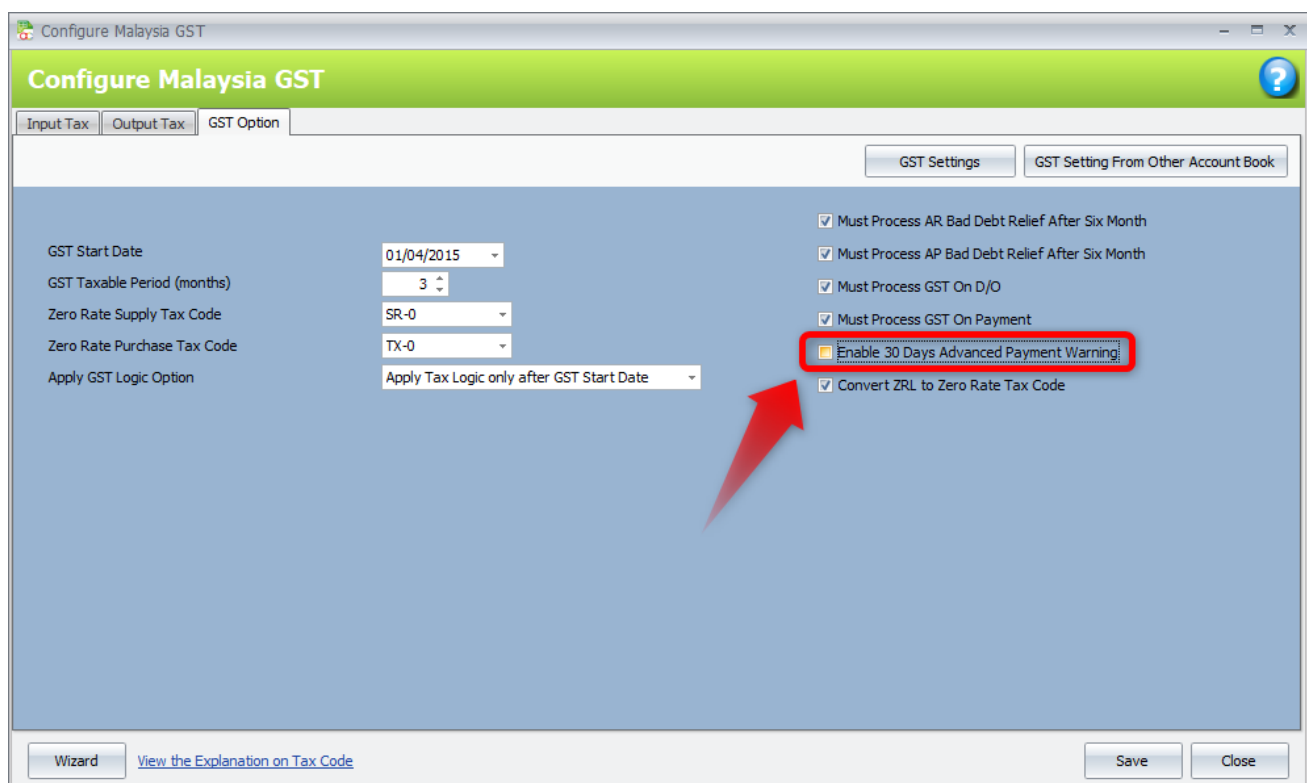 Configure Malaysia GST
Configure Malaysia GST
?
Input Tax Output Tax GST Option
GST Settings GST Setting From Other Account Book
GST Start Date 01/04/2015
GST Taxable Period (months) 3
Zero Rate Supply Tax Code SR-0
Zero Rate Purchase Tax Code TX-0
Apply GST Logic Option Apply Tax Logic only after GST Start Date
Must Process AR Bad Debt Relief After Six Month
Must Process AP Bad Debt Relief After Six Month
Must Process GST On D/O
Must Process GST On Payment
Enable 30 Days Advanced Payment Warning
Convert ZRL to Zero Rate Tax Code
Wizard View the Explanation on Tax Code Save Close